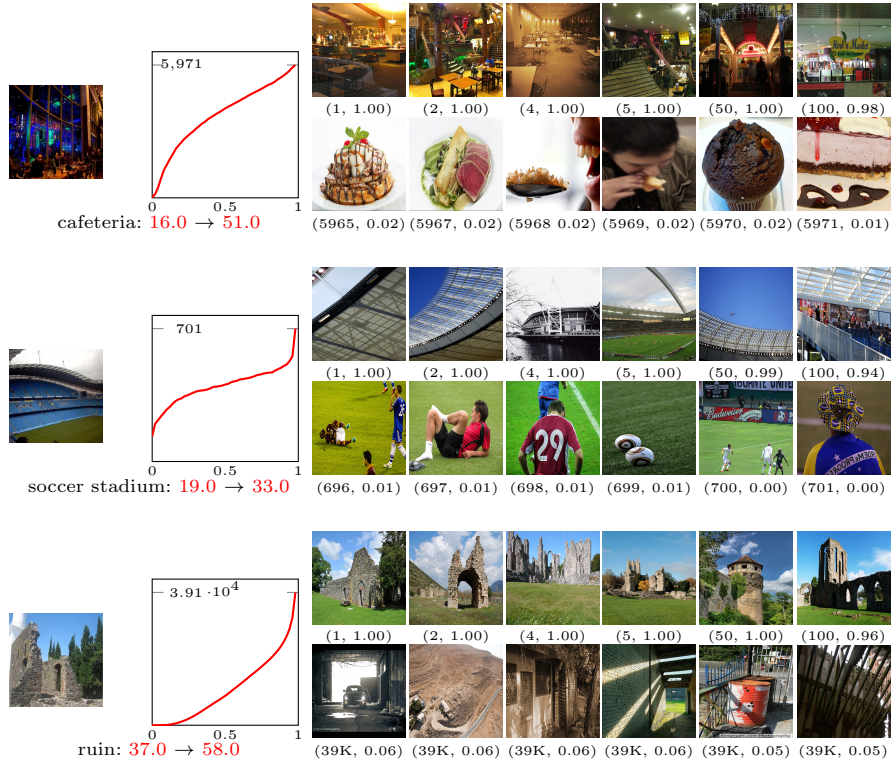 5,971
0 0.5 1
cafeteria: 16.0 → 51.0
(1, 1.00) (2, 1.00) (4, 1.00) (5, 1.00) (50, 1.00) (100, 0.98)
(5965, 0.02) (5967, 0.02) (5968 0.02) (5969, 0.02) (5970, 0.02) (5971, 0.01)
701
0 0.5 1
soccer stadium: 19.0 → 33.0
(1, 1.00) (2, 1.00) (4, 1.00) (5, 1.00) (50, 0.99) (100, 0.94)
29
Budweiser
(696, 0.01) (697, 0.01) (698, 0.01) (699, 0.01) (700, 0.00) (701, 0.00)
3.91 ·10⁴
0 0.5 1
ruin: 37.0 → 58.0
(1, 1.00) (2, 1.00) (4, 1.00) (5, 1.00) (50, 1.00) (100, 0.96)
(39K, 0.06) (39K, 0.06) (39K, 0.06) (39K, 0.06) (39K, 0.05) (39K, 0.05)